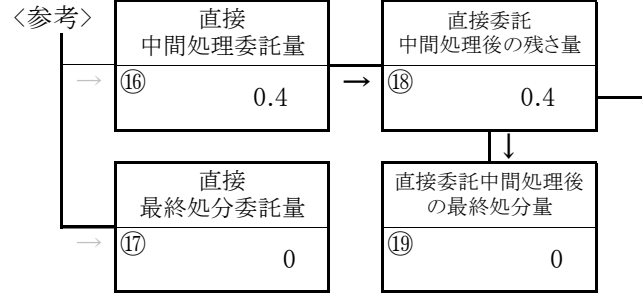 〈参考〉
直接
中間処理委託量
→
⑯
0.4
→
直接委託
中間処理後の残さ量
⑱
0.4
↓
直接
最終処分委託量
→
⑰
0
直接委託中間処理後
の最終処分量
⑲
0